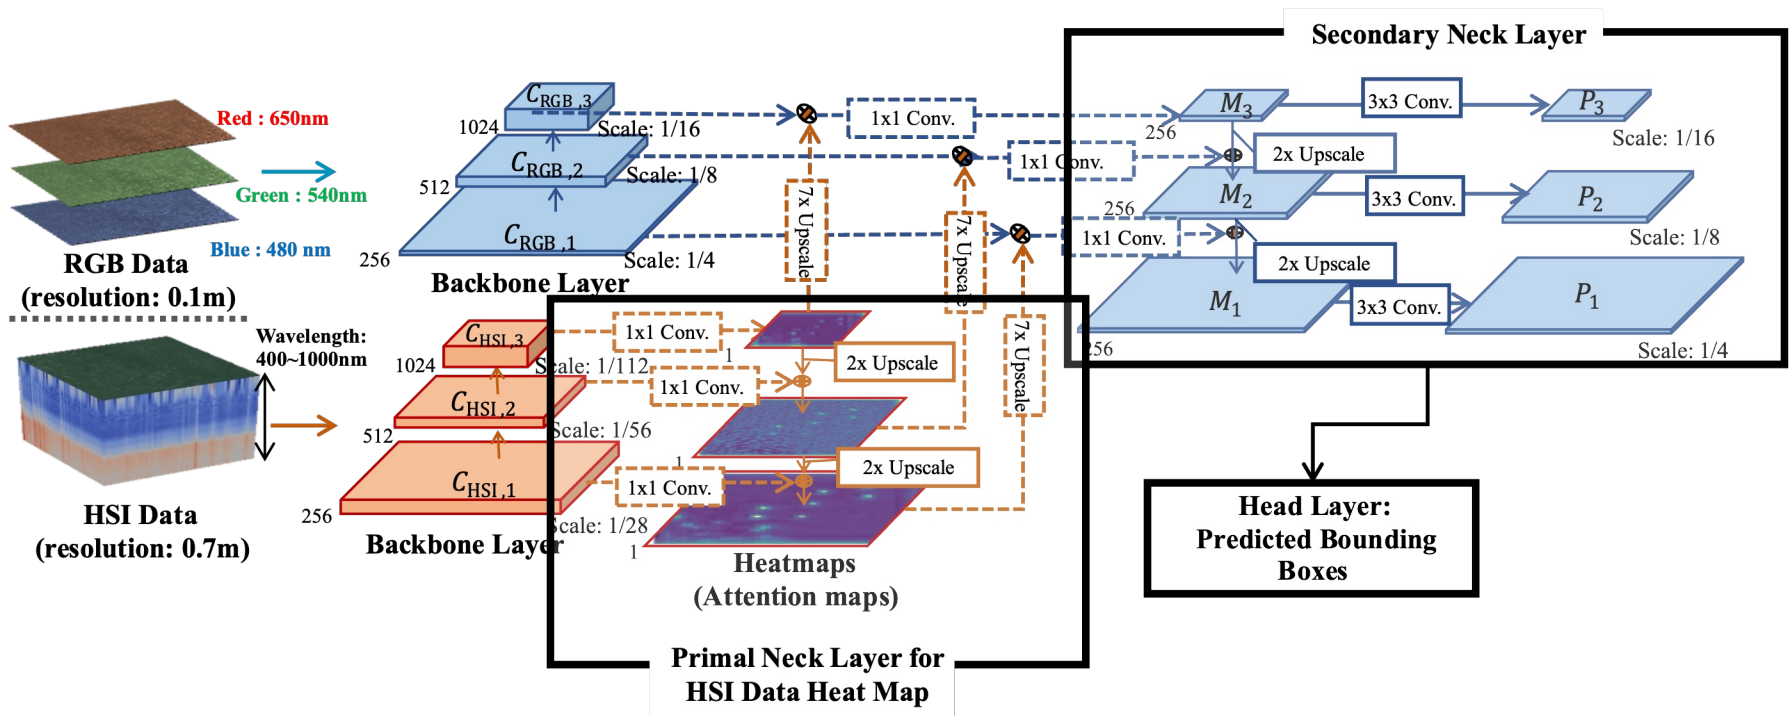 Secondary Neck Layer
Red : 650nm
Green : 540nm
Blue : 480 nm
RGB Data
(resolution: 0.1m)
C_RGB,3
1024
Scale: 1/16
C_RGB,2
512
Scale: 1/8
C_RGB,1
256
Scale: 1/4
Backbone Layer
1x1 Conv.
1x1 Conv.
1x1 Conv.
7x Upscale
7x Upscale
7x Upscale
M3
256
3x3 Conv.
P3
Scale: 1/16
2x Upscale
M2
256
3x3 Conv.
P2
Scale: 1/8
2x Upscale
M1
256
3x3 Conv.
P1
Scale: 1/4
Wavelength:
400~1000nm
HSI Data
(resolution: 0.7m)
C_HSI,3
1024
Scale: 1/112
C_HSI,2
512
Scale: 1/56
C_HSI,1
256
Scale: 1/28
Backbone Layer
1x1 Conv.
1
2x Upscale
1x1 Conv.
1
2x Upscale
1x1 Conv.
1
Heatmaps
(Attention maps)
Primal Neck Layer for
HSI Data Heat Map
Head Layer:
Predicted Bounding
Boxes